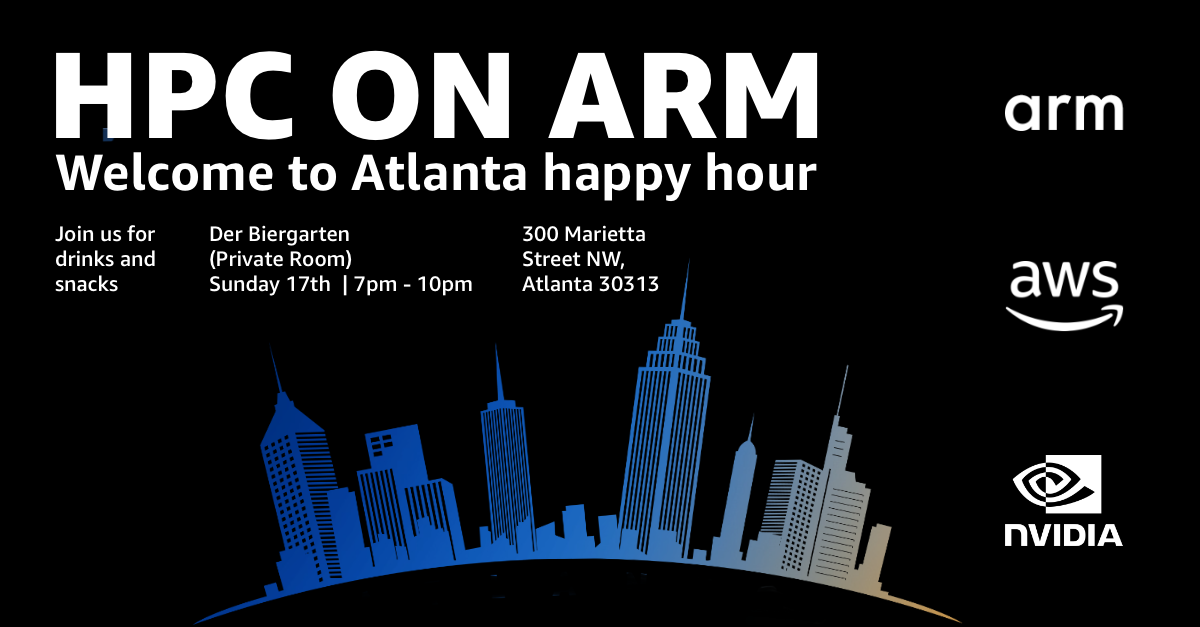 HPC ON ARM
Welcome to Atlanta happy hour
Join us for
drinks and
snacks
Der Biergarten
(Private Room)
Sunday 17th | 7pm - 10pm
300 Marietta
Street NW,
Atlanta 30313
arm
aws
NVIDIA